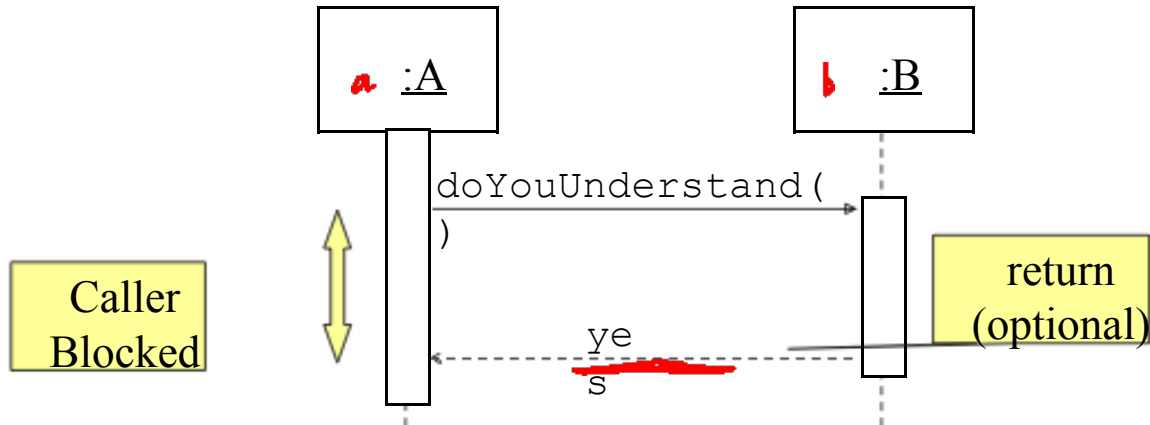 a :A
b :B
doYouUnderstand(
)
Caller
Blocked
return
(optional)
ye
s